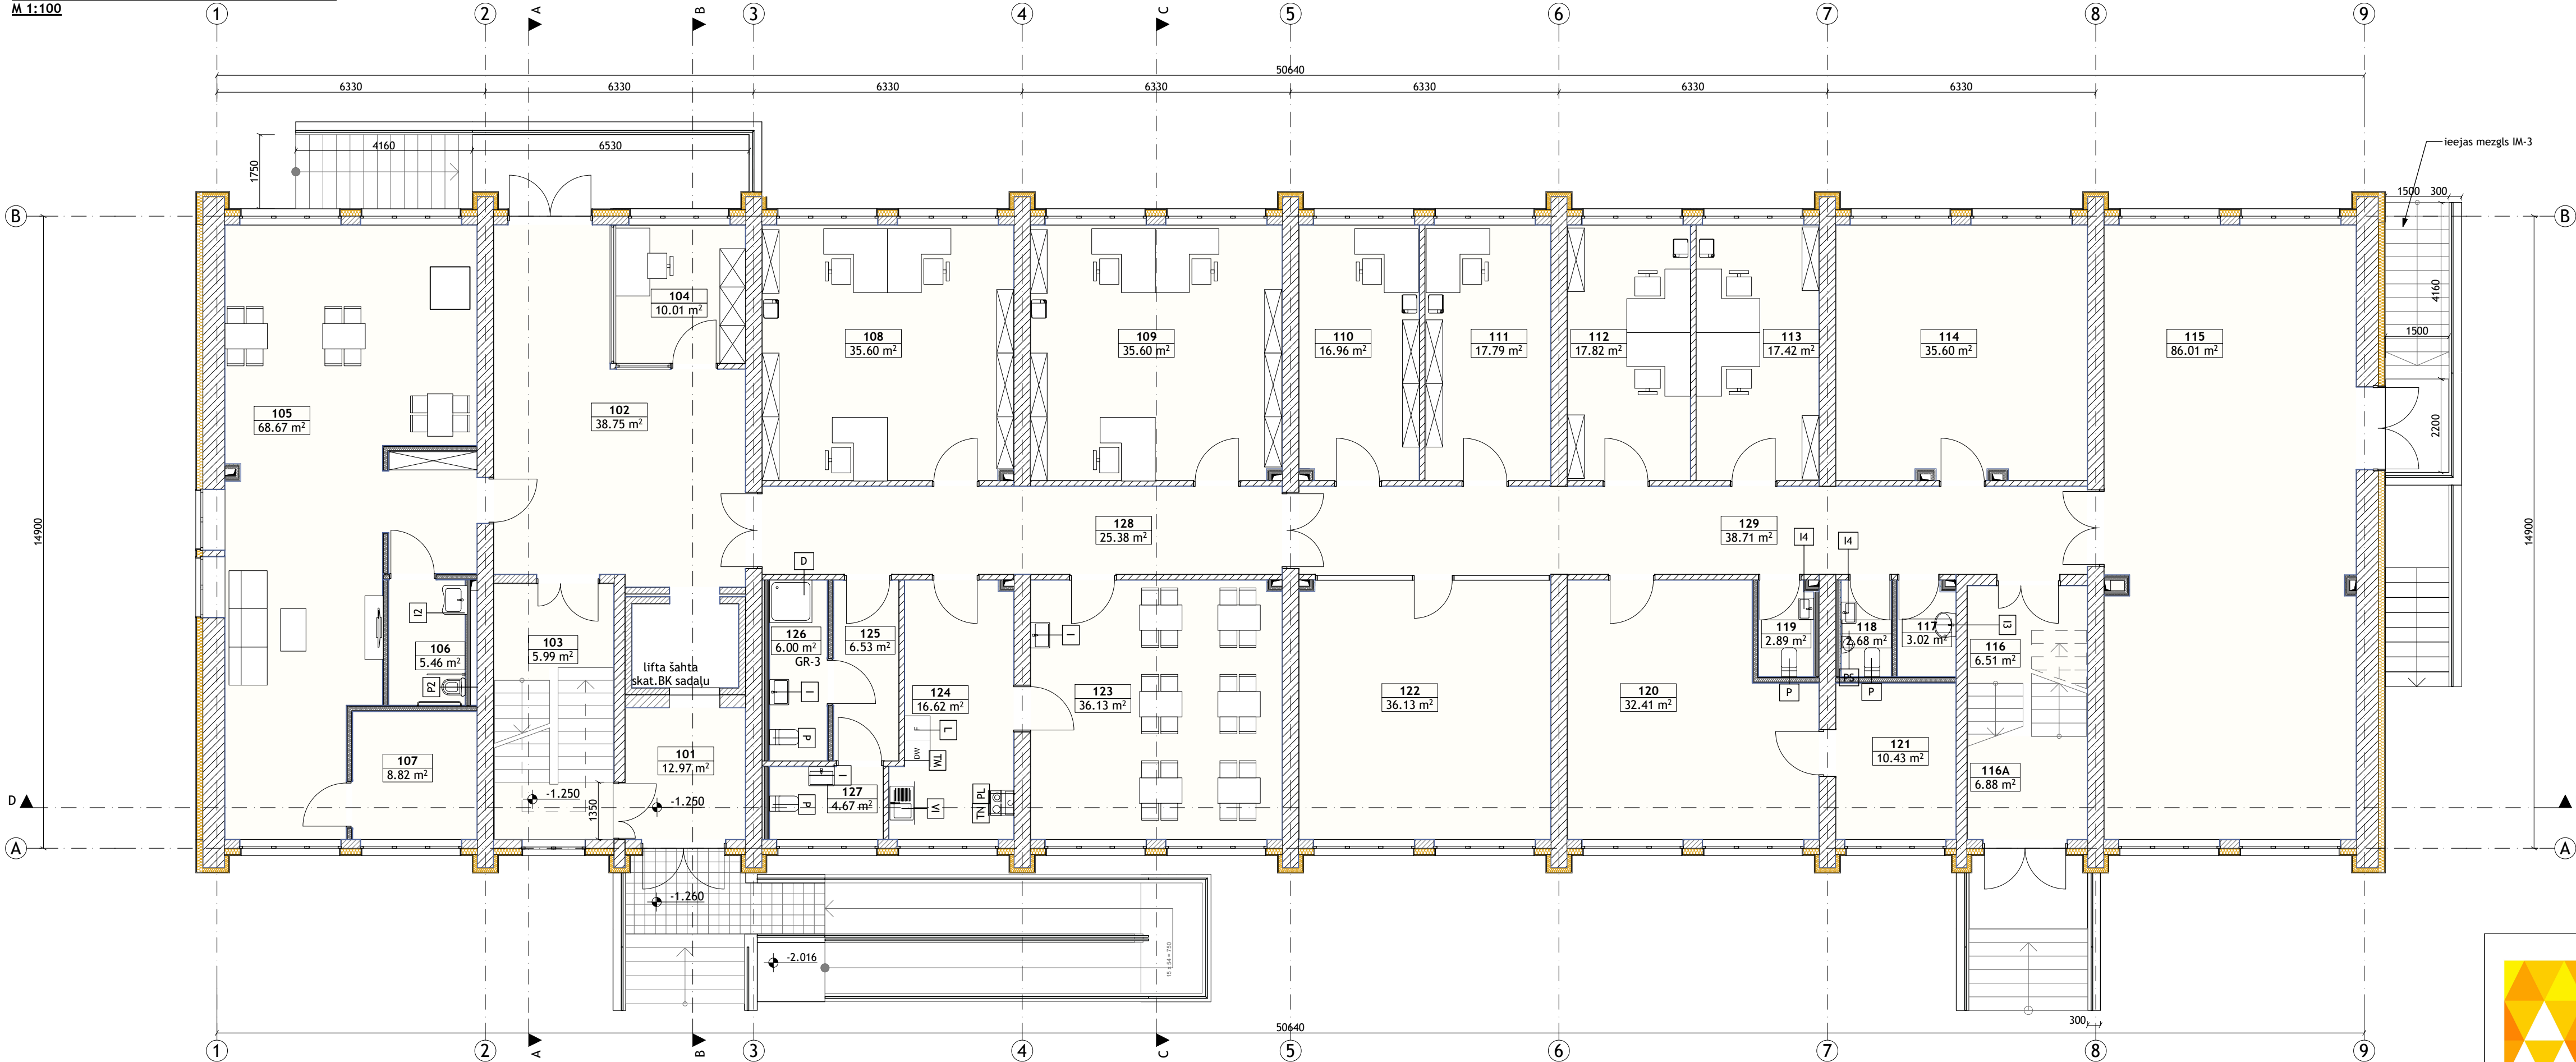 M 1:100
1 2 A B 3 4 C 5 6 7 8 9
50640
6330 6330 6330 6330 6330 6330 6330
4160 6530
1750
ieejas mezgls IM-3
1500 300
B B
104
10.01 m²
4160
1500
108
35.60 m²
109
35.60 m²
110
16.96 m²
111
17.79 m²
112
17.82 m²
113
17.42 m²
114
35.60 m²
115
86.01 m²
105
68.67 m²
102
38.75 m²
2200
14900
128
25.38 m²
129
38.71 m²
14900
I4
I4
D
I2
106
5.46 m²
P2
103
5.99 m²
lifta šahta
skat.BK sadaļu
126
6.00 m²
GR-3
I
P
125
6.53 m²
124
16.62 m²
L
DW
TM
I
123
36.13 m²
122
36.13 m²
120
32.41 m²
119
2.89 m²
P
118
2.68 m²
PS
P
117
3.02 m²
I3
116
6.51 m²
107
8.82 m²
101
12.97 m²
121
10.43 m²
116A
6.88 m²
-1.250
1350
-1.250
I
P
127
4.67 m²
VI
TN
PL
D
A A
-1.260
-2.016
15 x 54 = 750
300
50640
1 2 A B 3 4 C 5 6 7 8 9